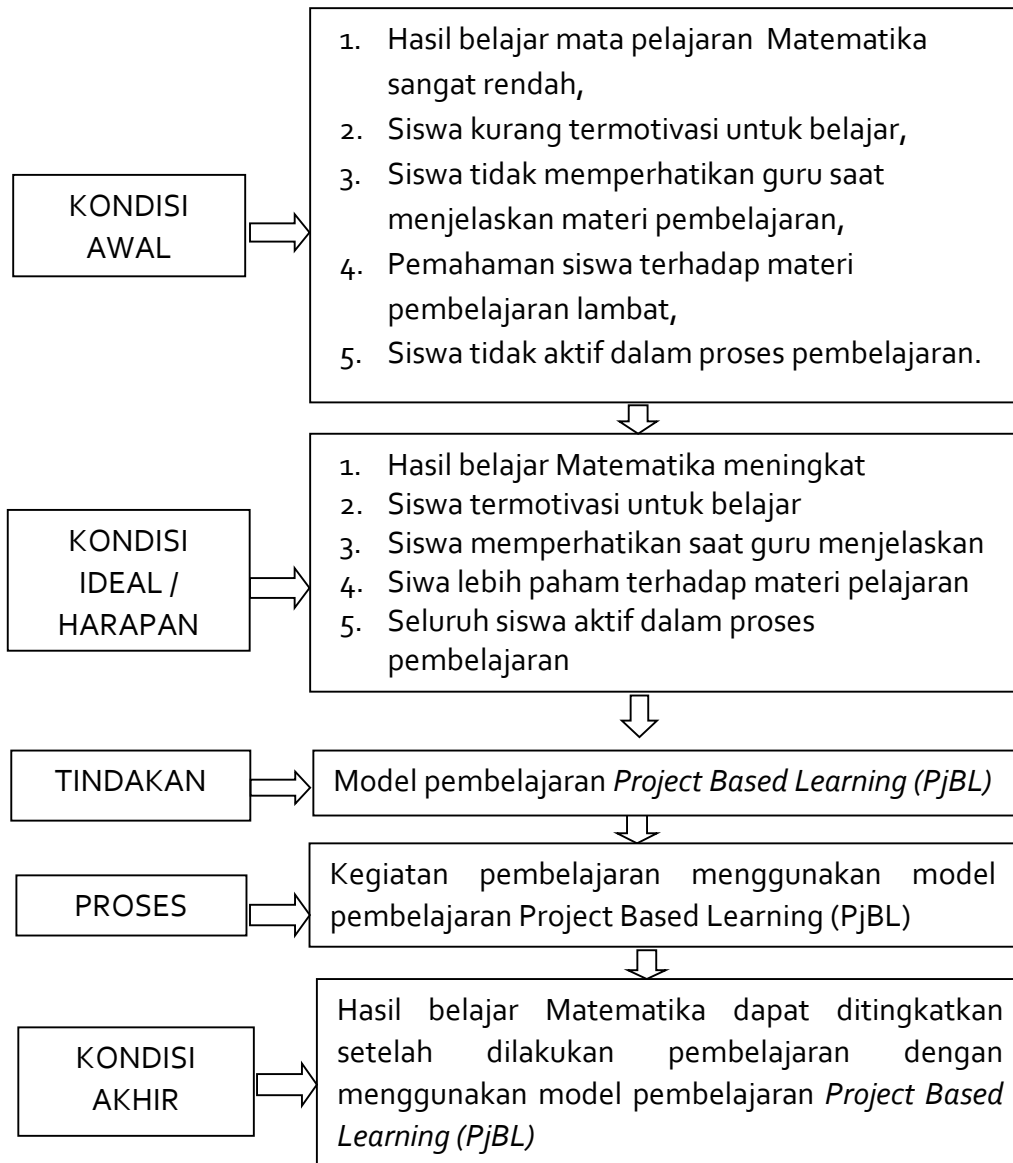 1. Hasil belajar mata pelajaran Matematika
sangat rendah,
2. Siswa kurang termotivasi untuk belajar,
3. Siswa tidak memperhatikan guru saat
menjelaskan materi pembelajaran,
4. Pemahaman siswa terhadap materi
pembelajaran lambat,
5. Siswa tidak aktif dalam proses pembelajaran.
KONDISI
AWAL
1. Hasil belajar Matematika meningkat
2. Siswa termotivasi untuk belajar
3. Siswa memperhatikan saat guru menjelaskan
4. Siwa lebih paham terhadap materi pelajaran
5. Seluruh siswa aktif dalam proses
pembelajaran
KONDISI
IDEAL /
HARAPAN
TINDAKAN
Model pembelajaran Project Based Learning (PjBL)
PROSES
Kegiatan pembelajaran menggunakan model
pembelajaran Project Based Learning (PjBL)
KONDISI
AKHIR
Hasil belajar Matematika dapat ditingkatkan
setelah dilakukan pembelajaran dengan
menggunakan model pembelajaran Project Based
Learning (PjBL)